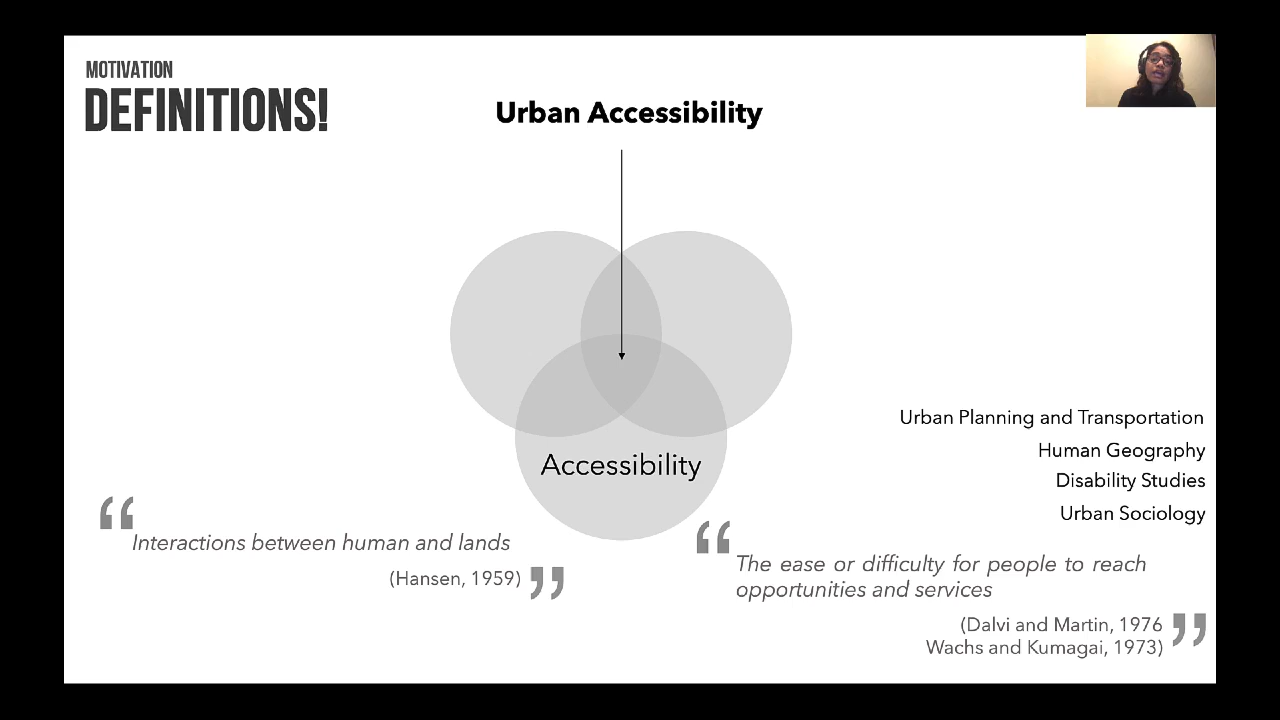 MOTIVATION
DEFINITIONS!
Urban Accessibility
Accessibility
Urban Planning and Transportation
Human Geography
Disability Studies
Urban Sociology
“
Interactions between human and lands
(Hansen, 1959)
”
“
The ease or difficulty for people to reach
opportunities and services
(Dalvi and Martin, 1976
Wachs and Kumagai, 1973)
”